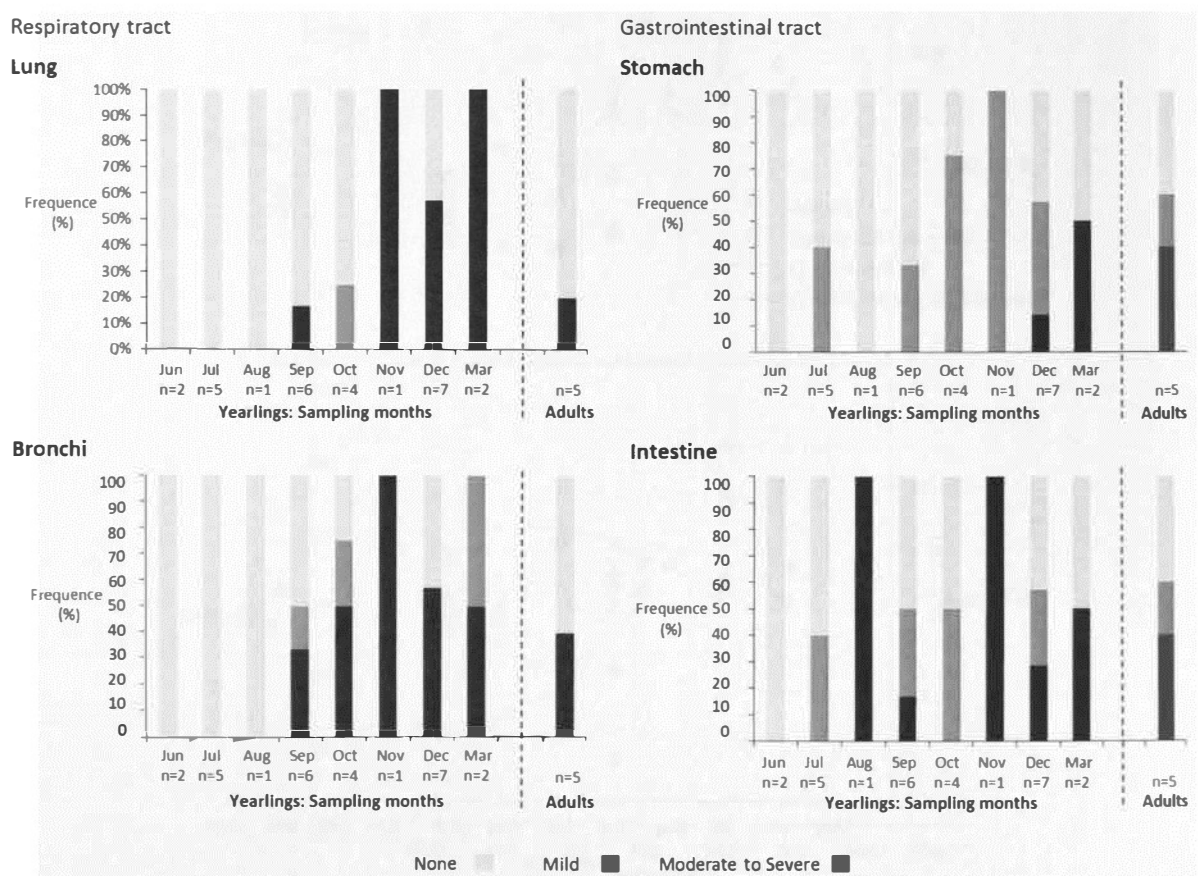 Respiratory tract
Lung
100%
90%
80%
70%
60%
50%
40%
30%
20%
10%
0%
Frequence
(%)
Jun Jul Aug Sep Oct Nov Dec Mar
n=2 n=5 n=1 n=6 n=4 n=1 n=7 n=2 n=5
Yearlings: Sampling months Adults
Gastrointestinal tract
Stomach
100
90
80
70
60
50
40
30
20
10
0
Frequence
(%)
Jun Jul Aug Sep Oct Nov Dec Mar
n=2 n=5 n=1 n=6 n=4 n=1 n=7 n=2 n=5
Yearlings: Sampling months Adults
Bronchi
100
90
80
70
60
50
40
30
20
10
0
Frequence
(%)
Jun Jul Aug Sep Oct Nov Dec Mar
n=2 n=5 n=1 n=6 n=4 n=1 n=7 n=2 n=5
Yearlings: Sampling months Adults
Intestine
100
90
80
70
60
50
40
30
20
10
0
Frequence
(%)
Jun Jul Aug Sep Oct Nov Dec Mar
n=2 n=5 n=1 n=6 n=4 n=1 n=7 n=2 n=5
Yearlings: Sampling months Adults
None Mild Moderate to Severe